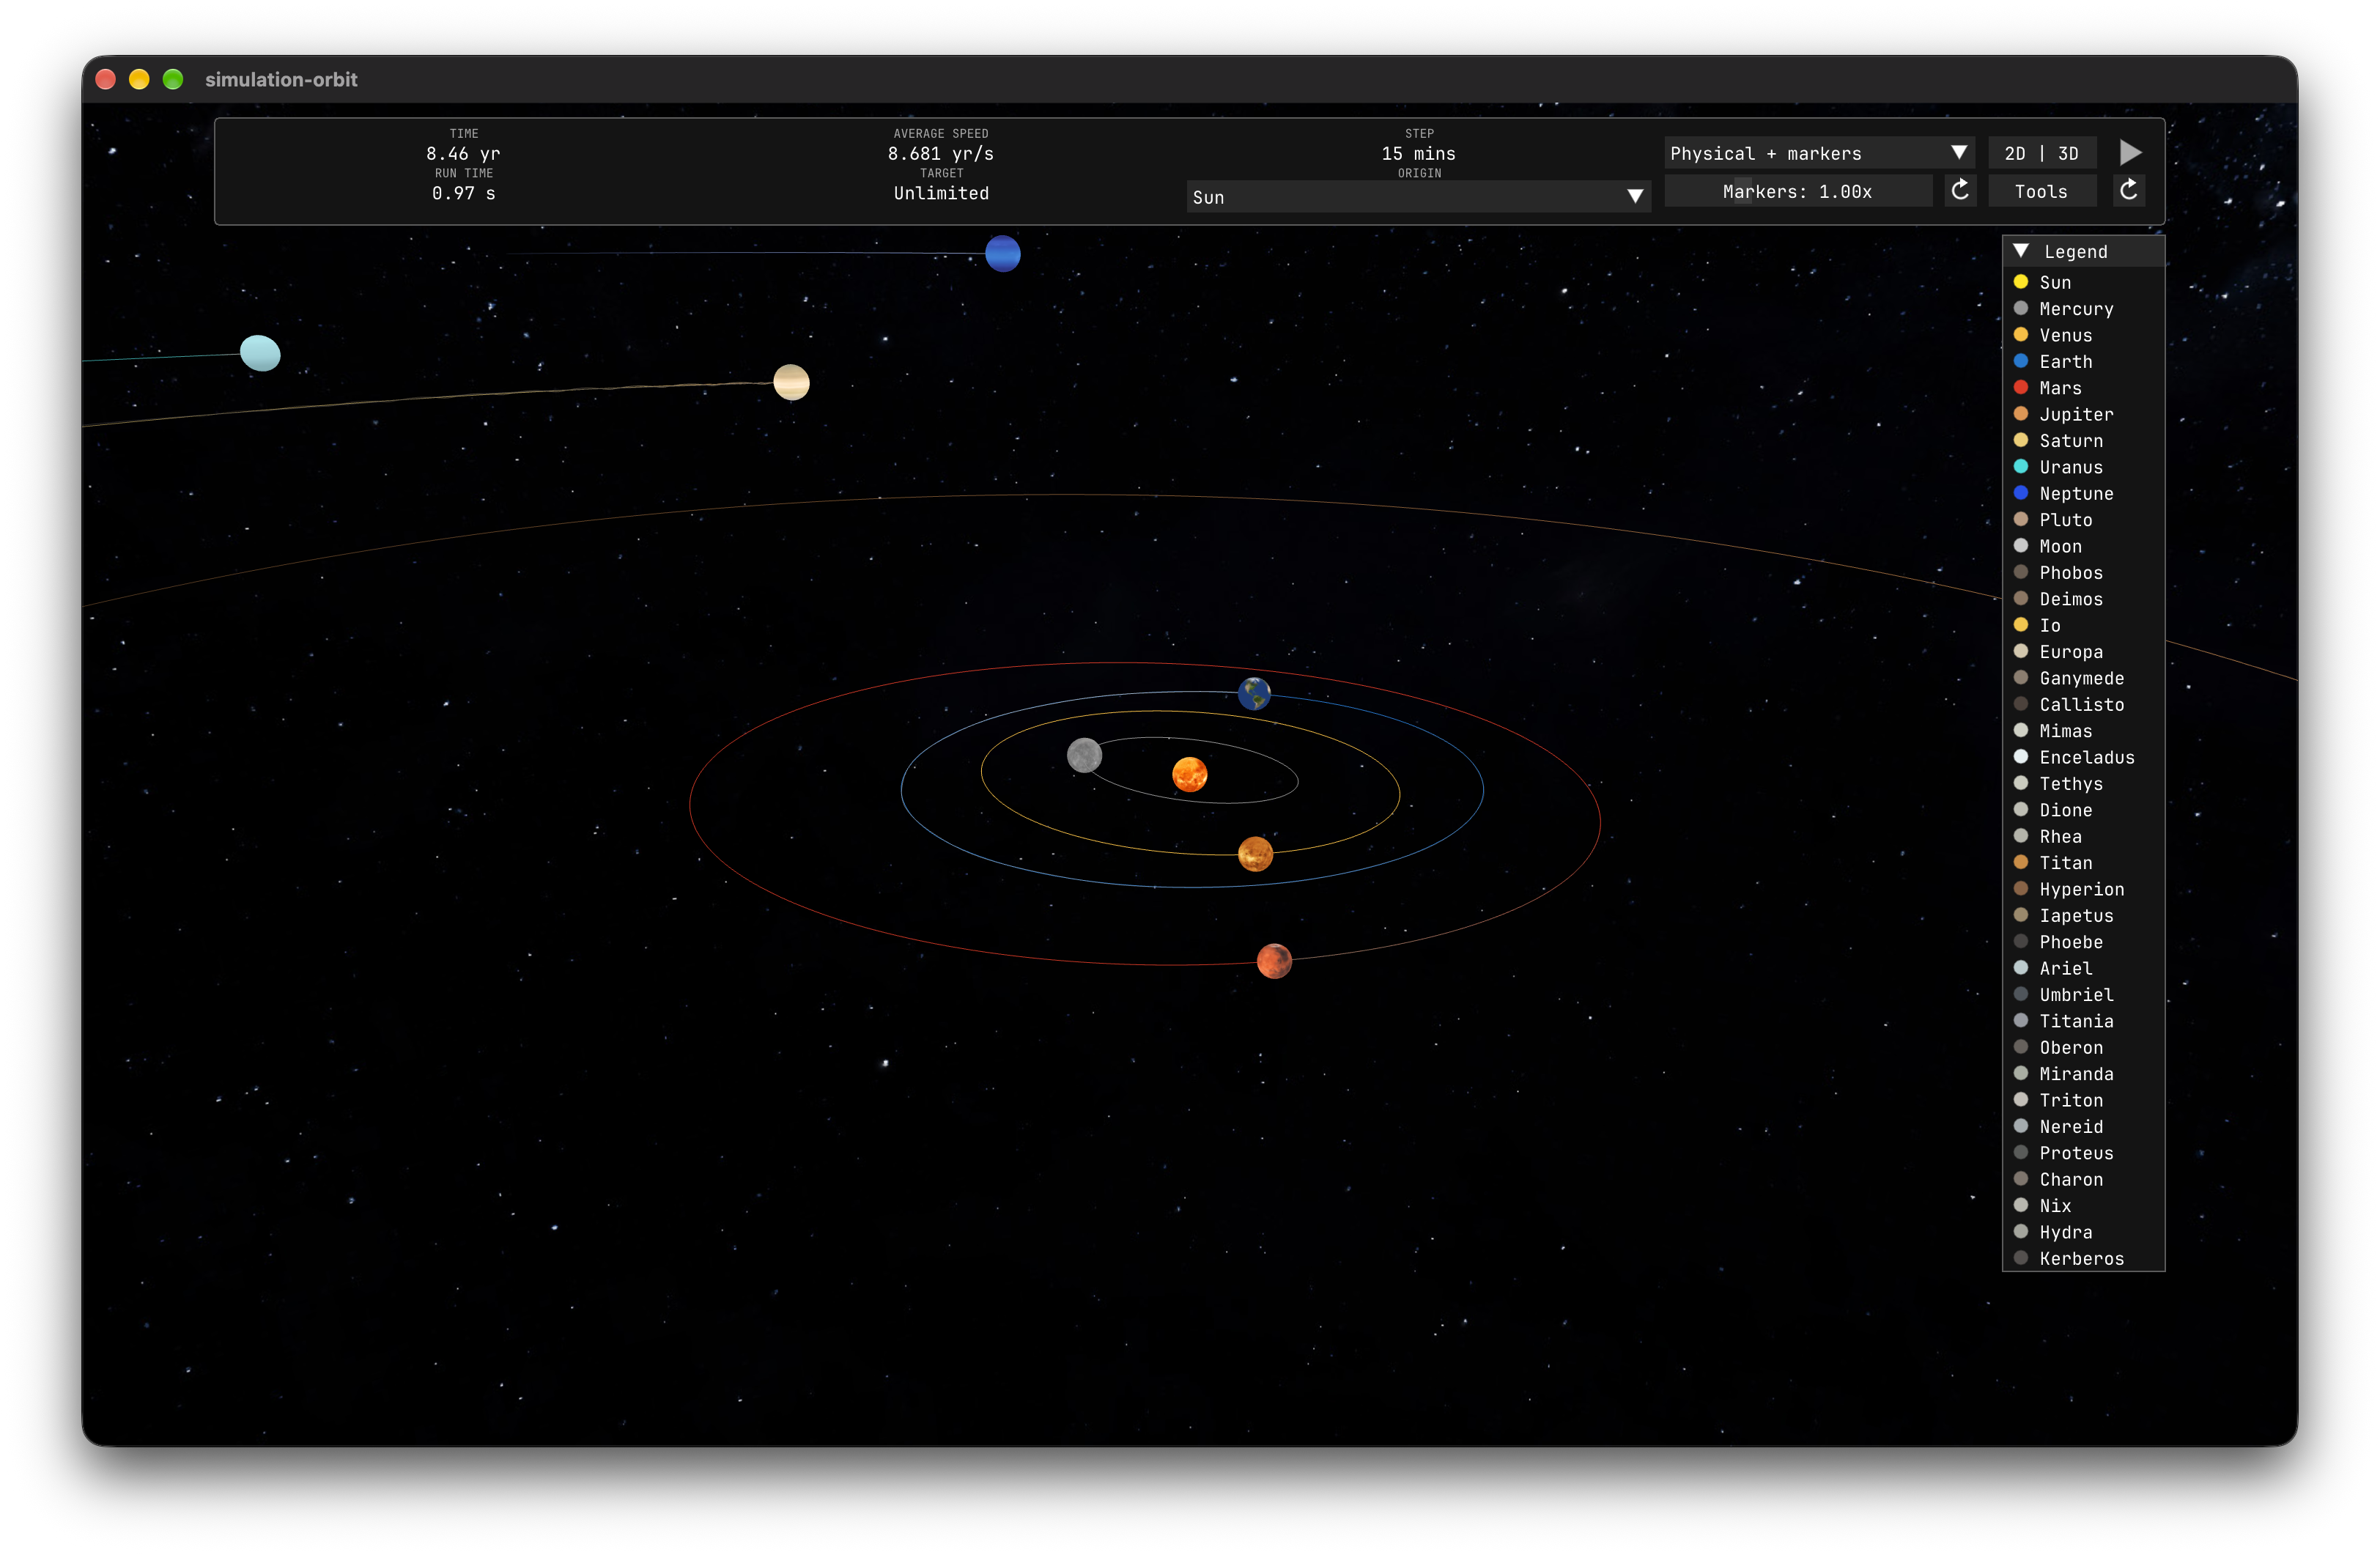 simulation-orbit
TIME
8.46 yr
RUN TIME
0.97 s
AVERAGE SPEED
8.681 yr/s
TARGET
Unlimited
STEP
15 mins
ORIGIN
Sun
Physical + markers
Markers: 1.00x
2D | 3D
Tools
Legend
Sun
Mercury
Venus
Earth
Mars
Jupiter
Saturn
Uranus
Neptune
Pluto
Moon
Phobos
Deimos
Io
Europa
Ganymede
Callisto
Mimas
Enceladus
Tethys
Dione
Rhea
Titan
Hyperion
Iapetus
Phoebe
Ariel
Umbriel
Titania
Oberon
Miranda
Triton
Nereid
Proteus
Charon
Nix
Hydra
Kerberos